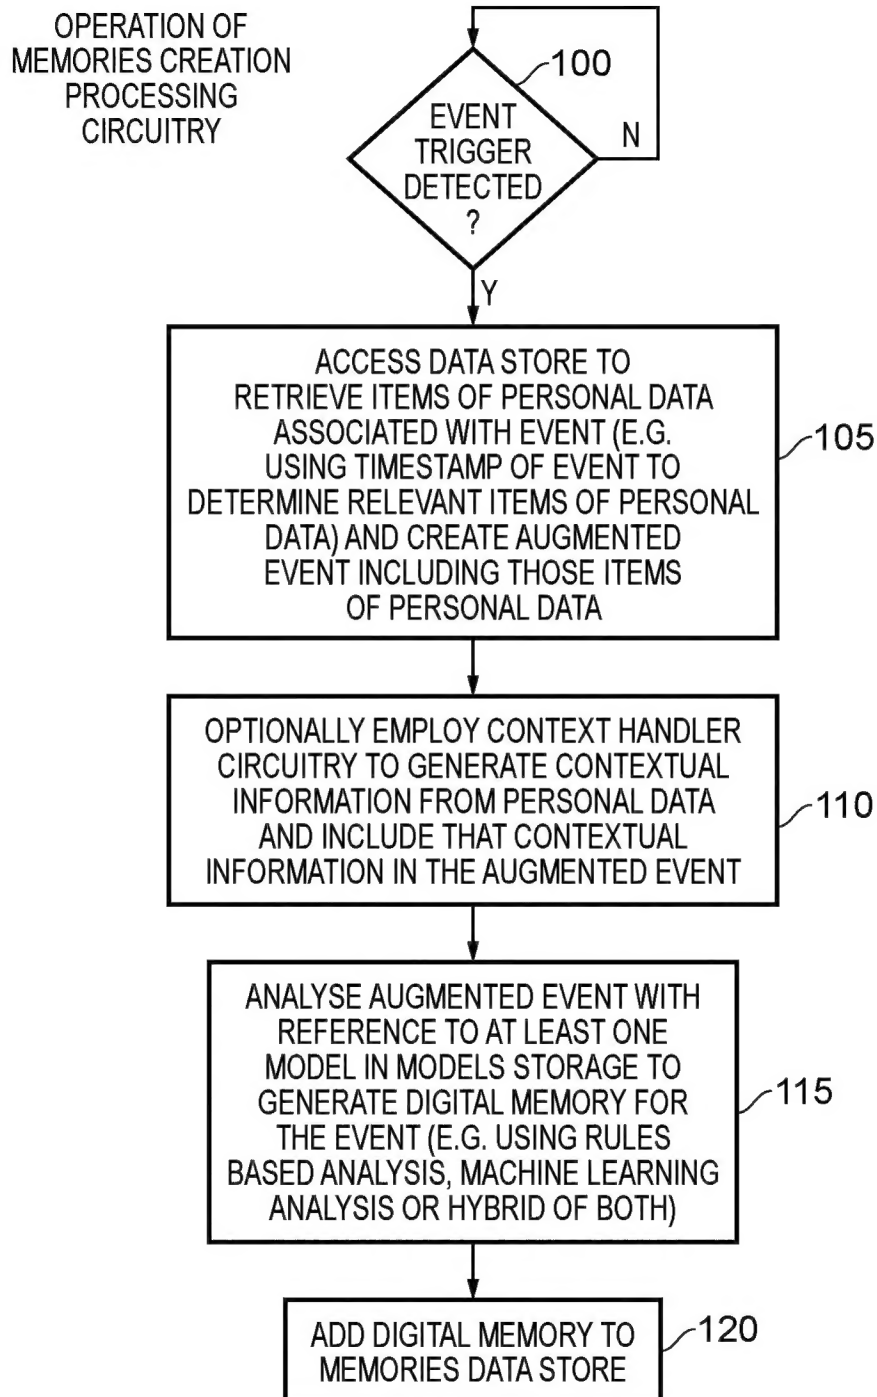 OPERATION OF
MEMORIES CREATION
PROCESSING
CIRCUITRY
100
EVENT
TRIGGER
DETECTED
?
N
Y
ACCESS DATA STORE TO
RETRIEVE ITEMS OF PERSONAL DATA
ASSOCIATED WITH EVENT (E.G.
USING TIMESTAMP OF EVENT TO
DETERMINE RELEVANT ITEMS OF PERSONAL
DATA) AND CREATE AUGMENTED
EVENT INCLUDING THOSE ITEMS
OF PERSONAL DATA
105
OPTIONALLY EMPLOY CONTEXT HANDLER
CIRCUITRY TO GENERATE CONTEXTUAL
INFORMATION FROM PERSONAL DATA
AND INCLUDE THAT CONTEXTUAL
INFORMATION IN THE AUGMENTED EVENT
110
ANALYSE AUGMENTED EVENT WITH
REFERENCE TO AT LEAST ONE
MODEL IN MODELS STORAGE TO
GENERATE DIGITAL MEMORY FOR
THE EVENT (E.G. USING RULES
BASED ANALYSIS, MACHINE LEARNING
ANALYSIS OR HYBRID OF BOTH)
115
ADD DIGITAL MEMORY TO
MEMORIES DATA STORE
120